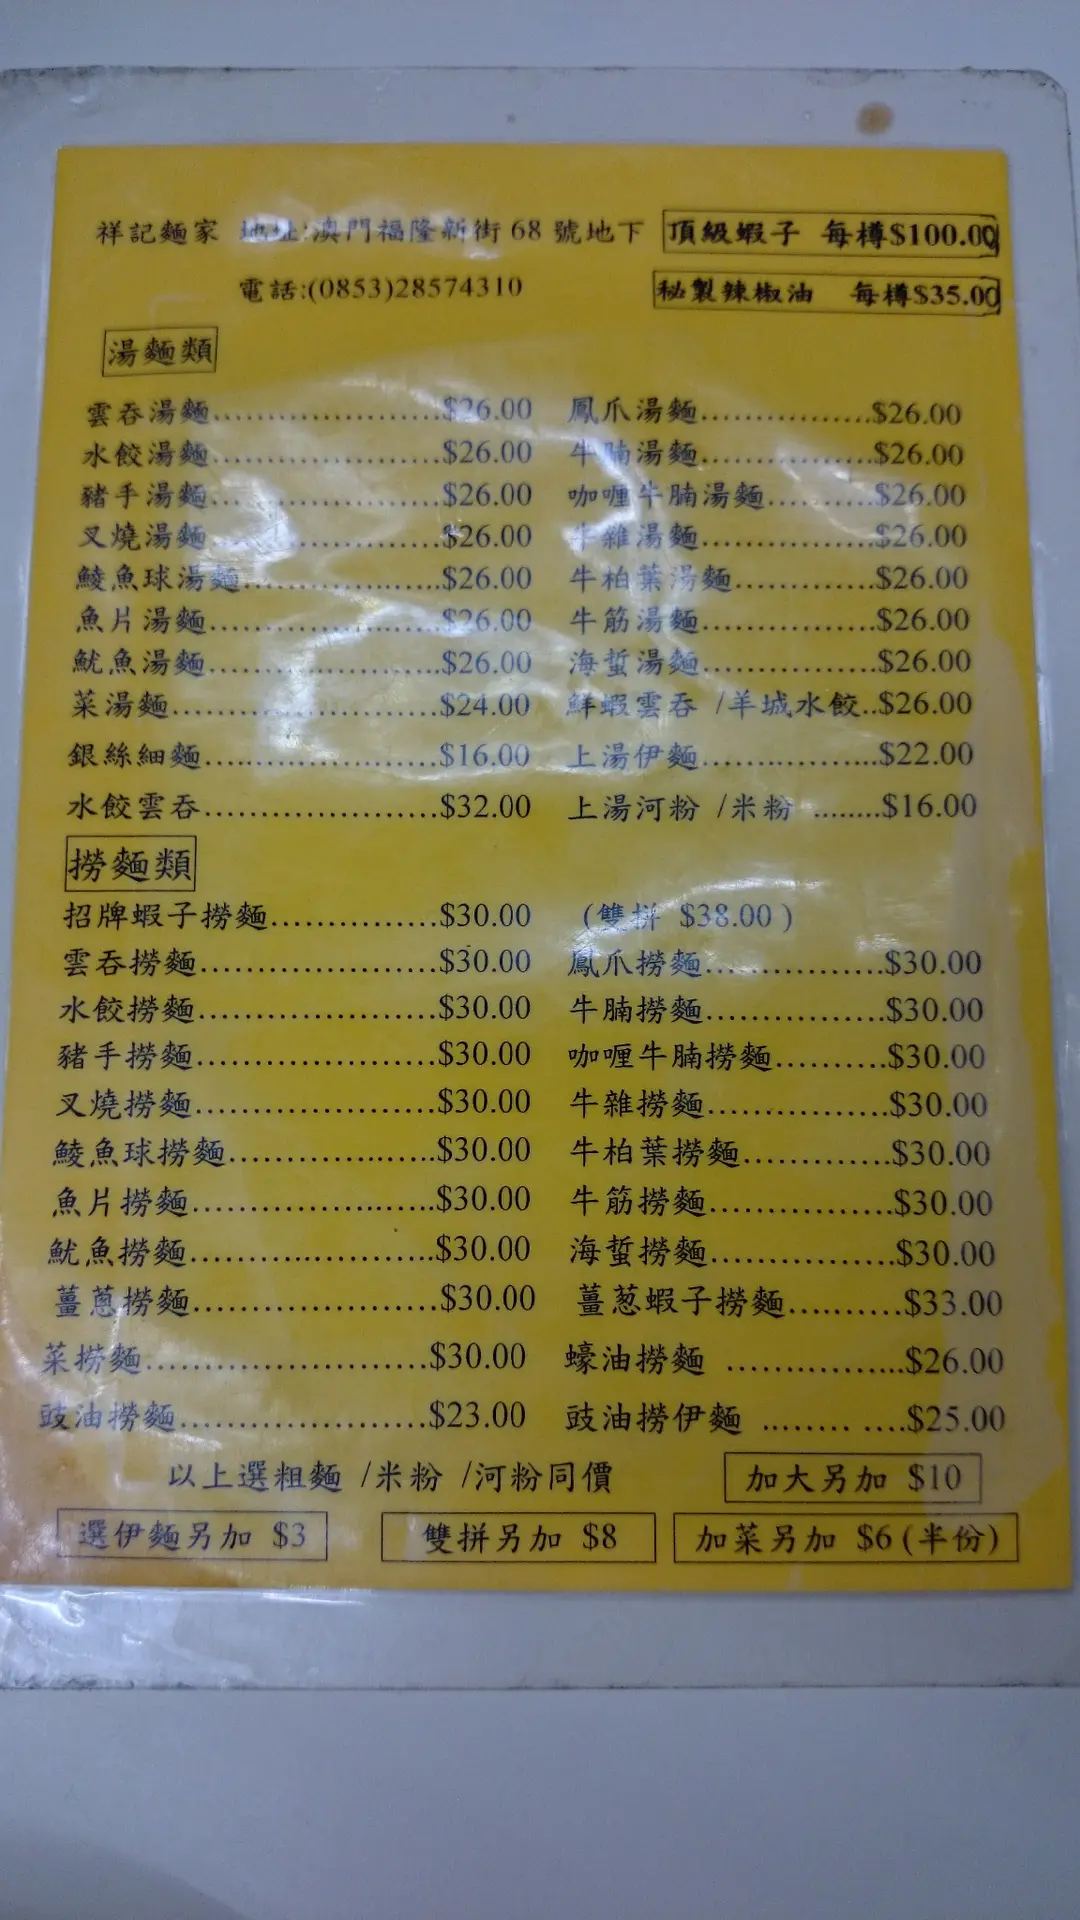 祥記麵家 地址:澳門福隆新街 68 號地下 頂級蝦子 每樽$100.00
電話:(0853)28574310 秘製辣椒油 每樽$35.00
湯麵類
雲吞湯麵........................$26.00 鳳爪湯麵................$26.00
水餃湯麵........................$26.00 牛腩湯麵................$26.00
豬手湯麵........................$26.00 咖喱牛腩湯麵..........$26.00
叉燒湯麵........................$26.00 牛雜湯麵................$26.00
鯪魚球湯麵....................$26.00 牛柏葉湯麵.............$26.00
魚片湯麵........................$26.00 牛筋湯麵................$26.00
魷魚湯麵........................$26.00 海蜇湯麵................$26.00
菜湯麵...........................$24.00 鮮蝦雲吞 /羊城水餃..$26.00
銀絲細麵........................$16.00 上湯伊麵................$22.00
水餃雲吞........................$32.00 上湯河粉 /米粉 ........$16.00
撈麵類
招牌蝦子撈麵................$30.00 (雙拼 $38.00 )
雲吞撈麵........................$30.00 鳳爪撈麵................$30.00
水餃撈麵........................$30.00 牛腩撈麵................$30.00
豬手撈麵........................$30.00 咖喱牛腩撈麵..........$30.00
叉燒撈麵........................$30.00 牛雜撈麵................$30.00
鯪魚球撈麵....................$30.00 牛柏葉撈麵.............$30.00
魚片撈麵........................$30.00 牛筋撈麵................$30.00
魷魚撈麵........................$30.00 海蜇撈麵................$30.00
薑蔥撈麵........................$30.00 薑葱蝦子撈麵..........$33.00
菜撈麵...........................$30.00 蠔油撈麵 ................$26.00
豉油撈麵........................$23.00 豉油撈伊麵 ........ ....$25.00
以上選粗麵 /米粉 /河粉同價 加大另加 $10
選伊麵另加 $3 雙拼另加 $8 加菜另加 $6 (半份)